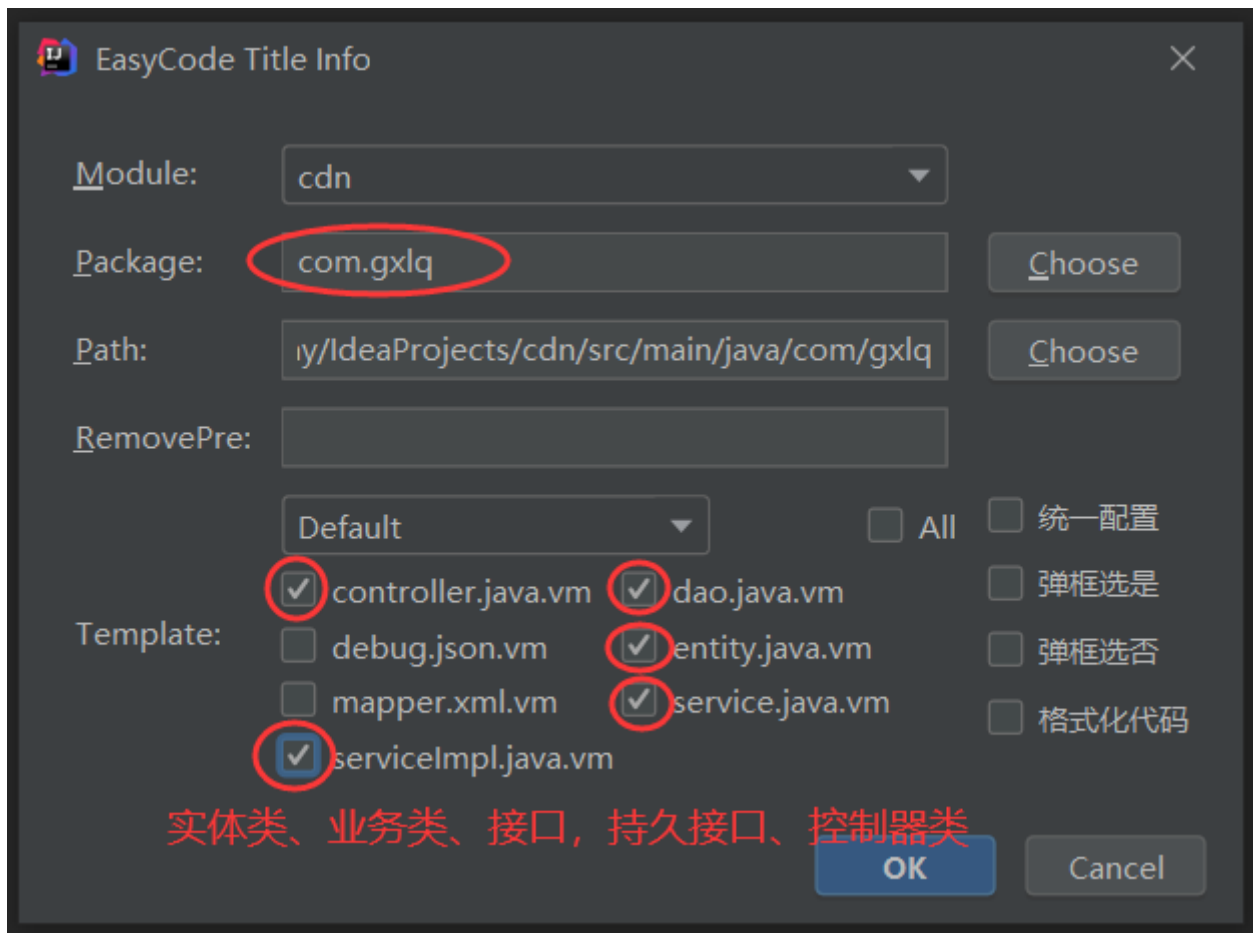 EasyCode Title Info
Module: cdn
Package: com.gxlq Choose
Path: ny/IdeaProjects/cdn/src/main/java/com/gxlq Choose
RemovePre:
Default All 统一配置
controller.java.vm dao.java.vm 弹框选是
Template: debug.json.vm entity.java.vm 弹框选否
mapper.xml.vm service.java.vm 格式化代码
serviceImpl.java.vm
实体类、业务类、接口，持久接口、控制器类
OK Cancel